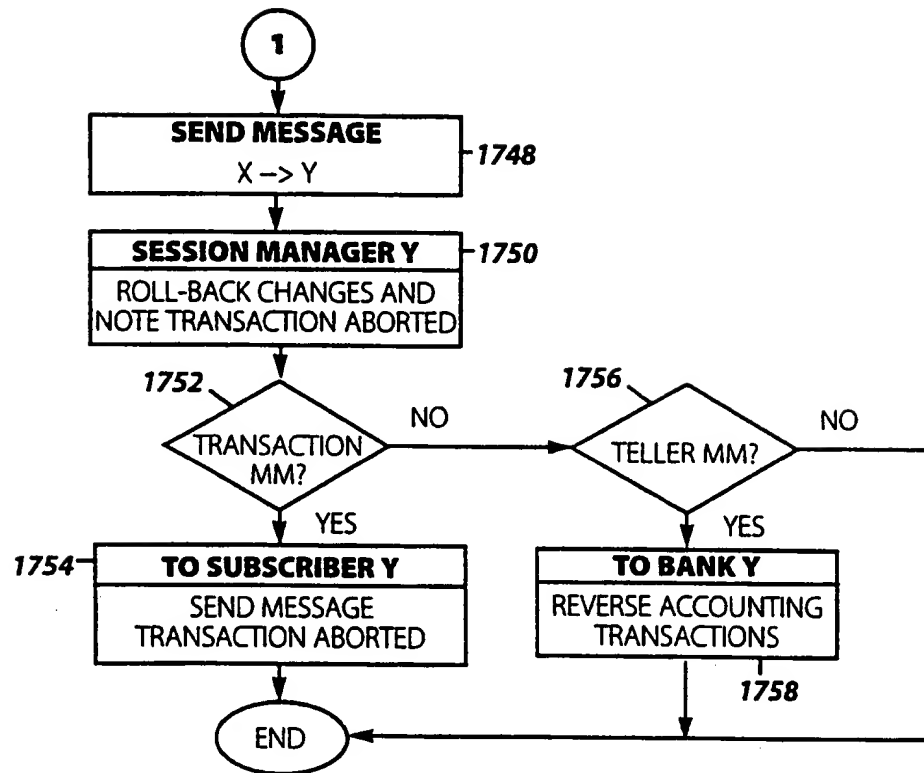 1
SEND MESSAGE
X –> Y
1748
SESSION MANAGER Y
1750
ROLL-BACK CHANGES AND
NOTE TRANSACTION ABORTED
1752
TRANSACTION
MM?
NO
YES
1756
TELLER MM?
NO
YES
1754
TO SUBSCRIBER Y
SEND MESSAGE
TRANSACTION ABORTED
TO BANK Y
REVERSE ACCOUNTING
TRANSACTIONS
1758
END